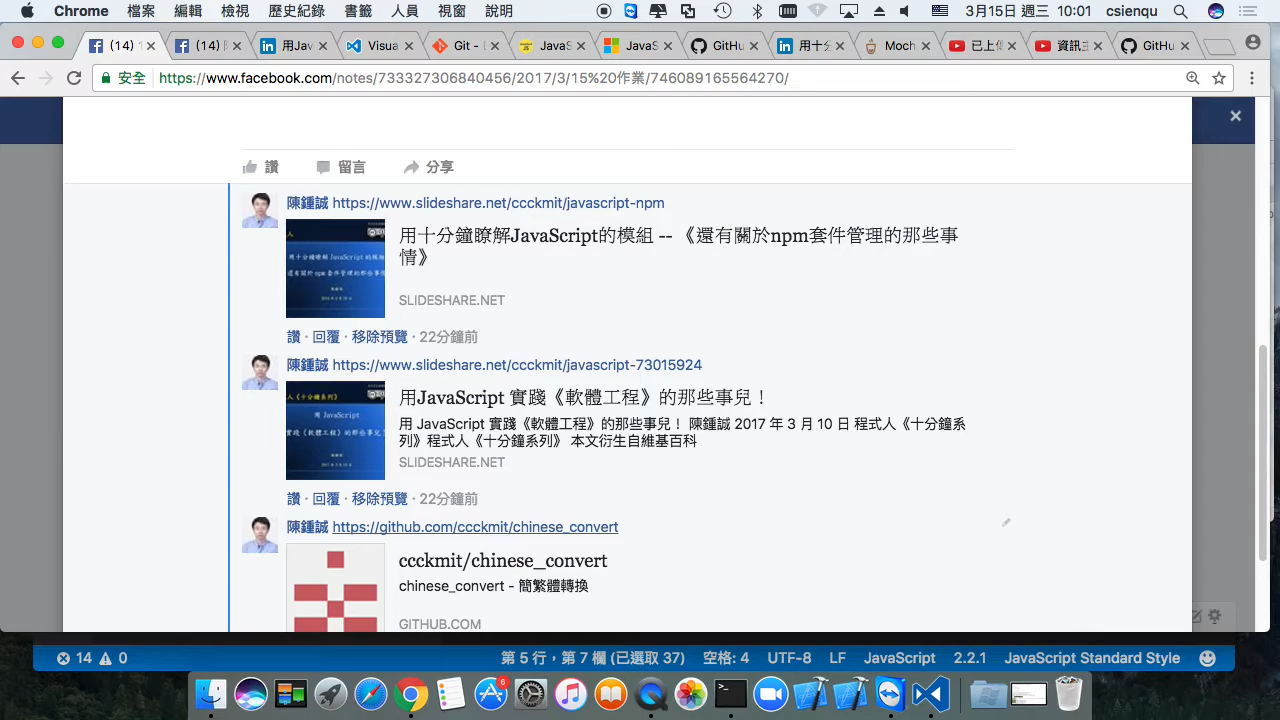 Chrome 檔案 編輯 檢視 歷史紀錄 書籤 人員 視窗 說明 3月15日 週三 10:01 csienqu
(14) 1 (14) 用Jav Visua Git - JavaS JavaS GitHu 用十分 Moch 已上傳 資訊工 GitHu
安全 https://www.facebook.com/notes/733327306840456/2017/3/15%20作業/746089165564270/
讚 留言 分享
陳鍾誠 https://www.slideshare.net/ccckmit/javascript-npm
用十分鐘瞭解JavaScript的模組 -- 《還有關於npm套件管理的那些事
情》
SLIDESHARE.NET
讚 · 回覆 · 移除預覽 · 22分鐘前
陳鍾誠 https://www.slideshare.net/ccckmit/javascript-73015924
用JavaScript 實踐《軟體工程》的那些事兒！
用 JavaScript 實踐《軟體工程》的那些事兒！ 陳鍾誠 2017 年 3 月 10 日 程式人《十分鐘系
列》程式人《十分鐘系列》 本文衍生自維基百科
SLIDESHARE.NET
讚 · 回覆 · 移除預覽 · 22分鐘前
陳鍾誠 https://github.com/ccckmit/chinese_convert
ccckmit/chinese_convert
chinese_convert - 簡繁體轉換
GITHUB.COM
14 0 第 5 行，第 7 欄 (已選取 37) 空格: 4 UTF-8 LF JavaScript 2.2.1 JavaScript Standard Style
6